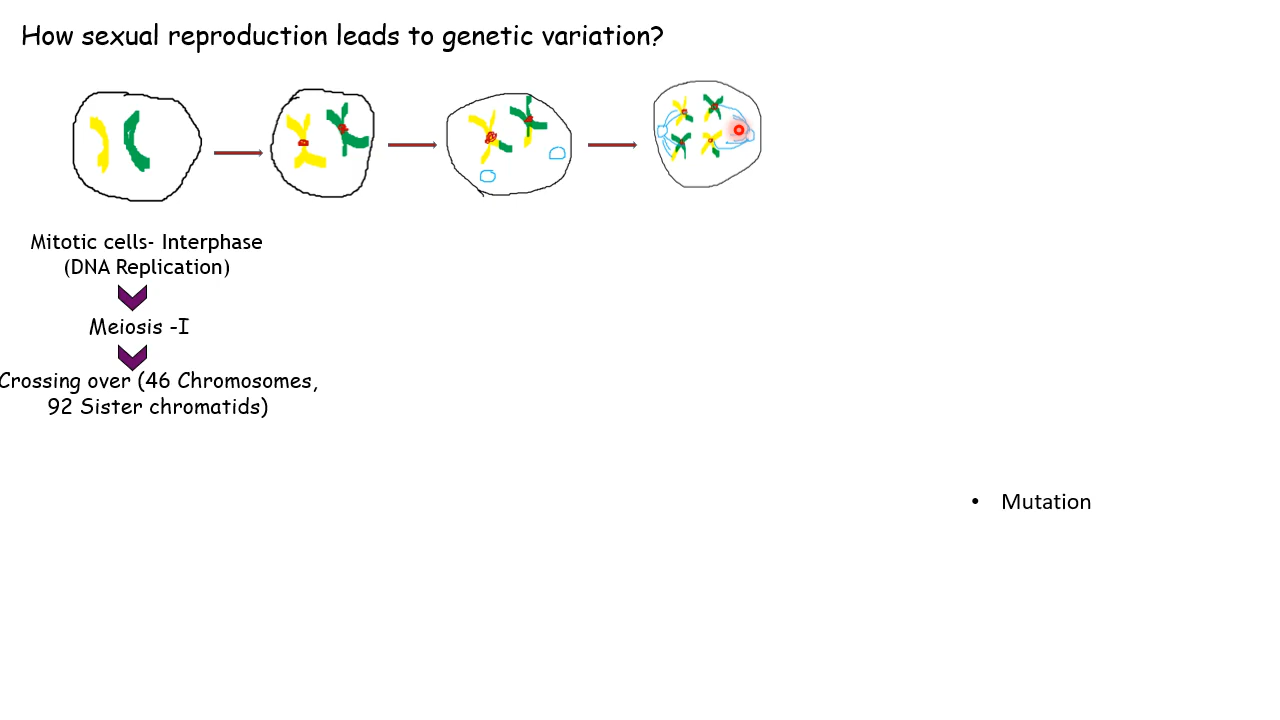 How sexual reproduction leads to genetic variation?
Mitotic cells- Interphase
(DNA Replication)
Meiosis -I
Crossing over (46 Chromosomes,
92 Sister chromatids)
• Mutation